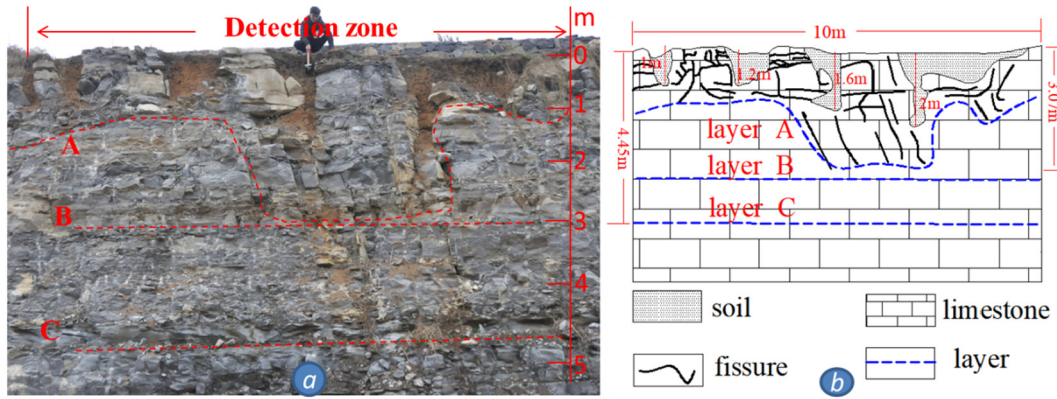 Detection zone
m
0
1
2
3
4
5
A
B
C
a
10m
1m
1.2m
1.6m
2m
3.07m
4.45m
layer A
layer B
layer C
soil
limestone
fissure
layer
b